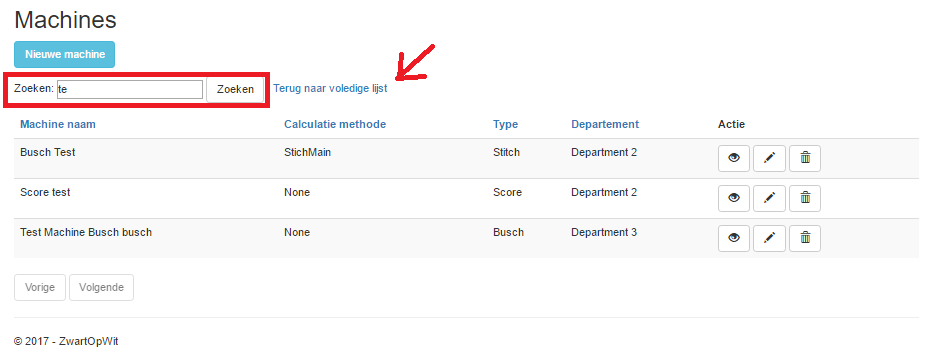 Machines
Nieuwe machine
Zoeken: te Zoeken Terug naar voledige lijst
Machine naam Calculatie methode Type Departement Actie
Busch Test StichMain Stitch Department 2
Score test None Score Department 2
Test Machine Busch busch None Busch Department 3
Vorige Volgende
© 2017 - ZwartOpWit